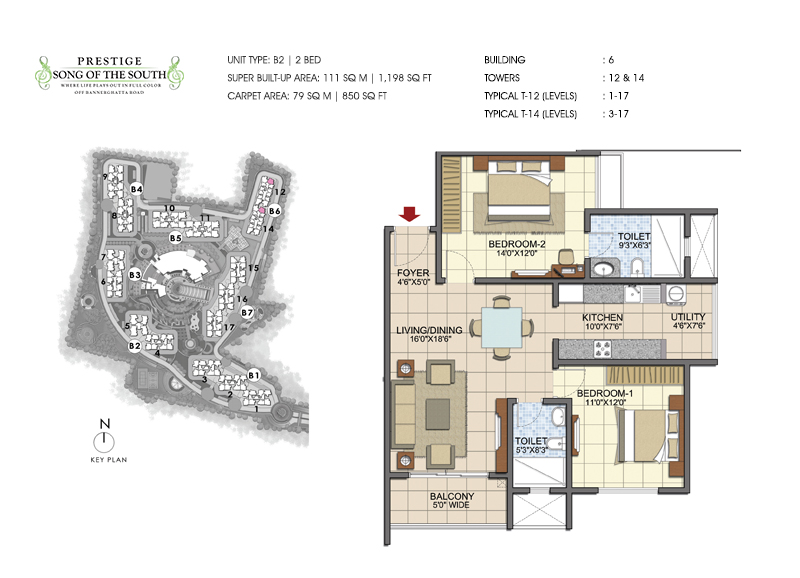 PRESTIGE
SONG OF THE SOUTH
WHERE LIFE PLAYS OUT IN FULL COLOR
OFF BANNERGHATTA ROAD
UNIT TYPE: B2 | 2 BED
SUPER BUILT-UP AREA: 111 SQ M | 1,198 SQ FT
CARPET AREA: 79 SQ M | 850 SQ FT
BUILDING : 6
TOWERS : 12 & 14
TYPICAL T-12 (LEVELS) : 1-17
TYPICAL T-14 (LEVELS) : 3-17
9
B4
8
10
11
B5
12
B6
14
7
B3
6
15
16
B7
17
5
B2
4
3
B1
2
1
N
KEY PLAN
BEDROOM-2
14'0"X12'0"
TOILET
9'3"X6'3"
FOYER
4'6"X5'0"
LIVING/DINING
16'0"X18'6"
KITCHEN
10'0"X7'6"
UTILITY
4'6"X7'6"
BEDROOM-1
11'0"X12'0"
TOILET
5'3"X8'3"
BALCONY
5'0" WIDE